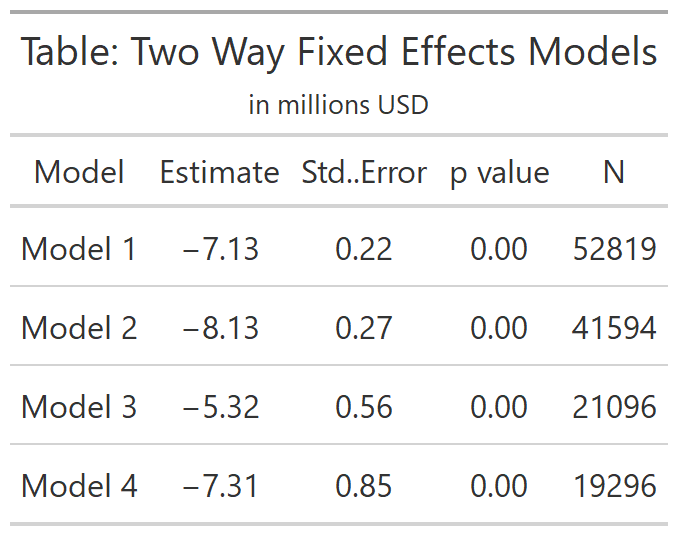 Table: Two Way Fixed Effects Models
in millions USD
Model Estimate Std..Error p value N
Model 1 −7.13 0.22 0.00 52819
Model 2 −8.13 0.27 0.00 41594
Model 3 −5.32 0.56 0.00 21096
Model 4 −7.31 0.85 0.00 19296